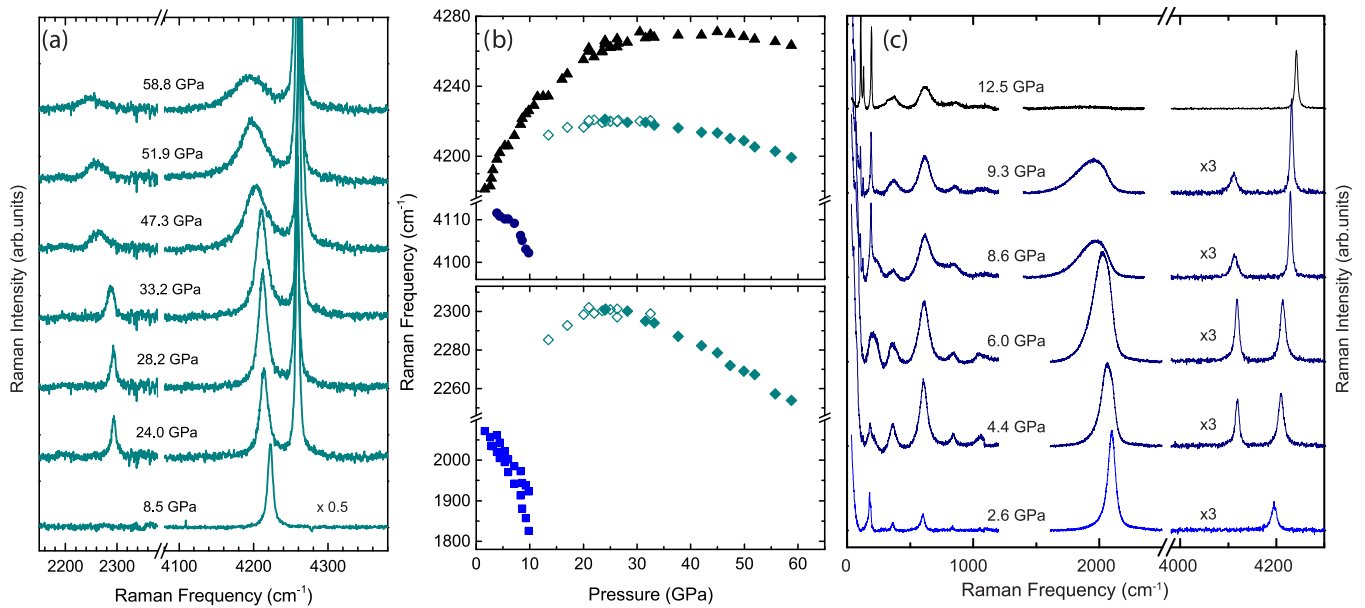 (a)
58.8 GPa
51.9 GPa
47.3 GPa
33.2 GPa
28.2 GPa
24.0 GPa
8.5 GPa
x 0.5
2200 2300 4100 4200 4300
Raman Frequency (cm-1)
Raman Intensity (arb.units)
(b)
4280
4240
4200
4110
4100
2300
2280
2260
2000
1900
1800
0 10 20 30 40 50 60
Pressure (GPa)
Raman Frequency (cm-1)
(c)
12.5 GPa
9.3 GPa x3
8.6 GPa x3
6.0 GPa x3
4.4 GPa x3
2.6 GPa x3
0 500 1000 2000 4000 4200
Raman Frequency (cm-1)
Raman Intensity (arb.units)